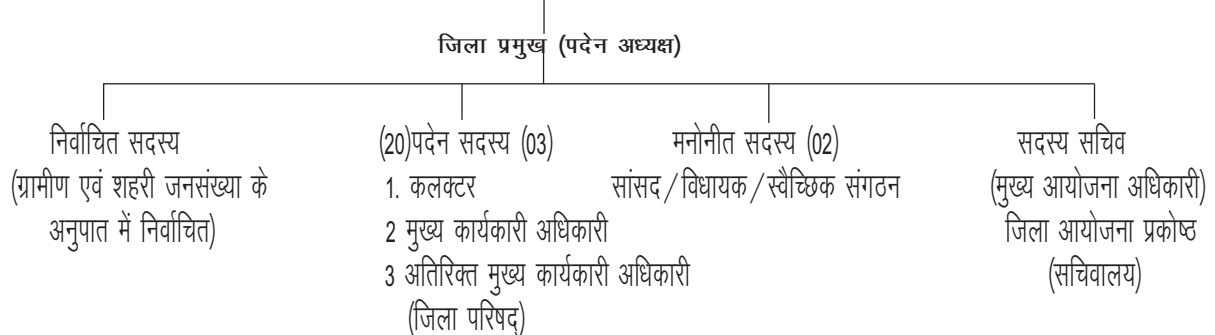 जिला प्रमुख (पदेन अध्यक्ष)
निर्वाचित सदस्य
(ग्रामीण एवं शहरी जनसंख्या के
अनुपात में निर्वाचित)
(20)पदेन सदस्य (03)
1. कलक्टर
2 मुख्य कार्यकारी अधिकारी
3 अतिरिक्त मुख्य कार्यकारी अधिकारी
(जिला परिषद्)
मनोनीत सदस्य (02)
सांसद/विधायक/स्वैच्छिक संगठन
सदस्य सचिव
(मुख्य आयोजना अधिकारी)
जिला आयोजना प्रकोष्ठ
(सचिवालय)